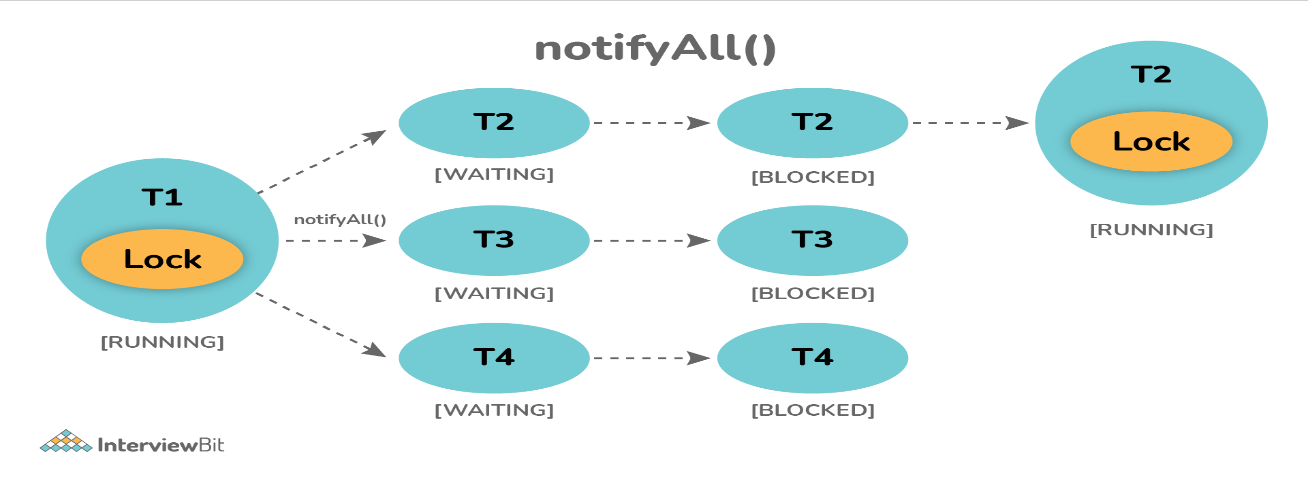 notifyAll()
T1
Lock
[RUNNING]
notifyAll()
T2
[WAITING]
T2
[BLOCKED]
T2
Lock
[RUNNING]
T3
[WAITING]
T3
[BLOCKED]
T4
[WAITING]
T4
[BLOCKED]
InterviewBit